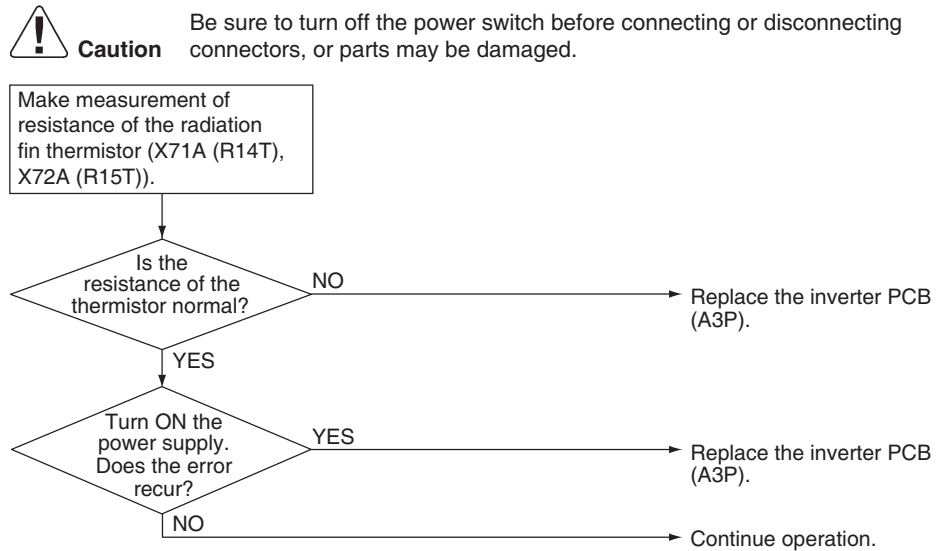 Be sure to turn off the power switch before connecting or disconnecting
Caution connectors, or parts may be damaged.
Make measurement of
resistance of the radiation
fin thermistor (X71A (R14T),
X72A (R15T)).
Is the
resistance of the
thermistor normal?
NO
Replace the inverter PCB
(A3P).
YES
Turn ON the
power supply.
Does the error
recur?
YES
Replace the inverter PCB
(A3P).
NO
Continue operation.